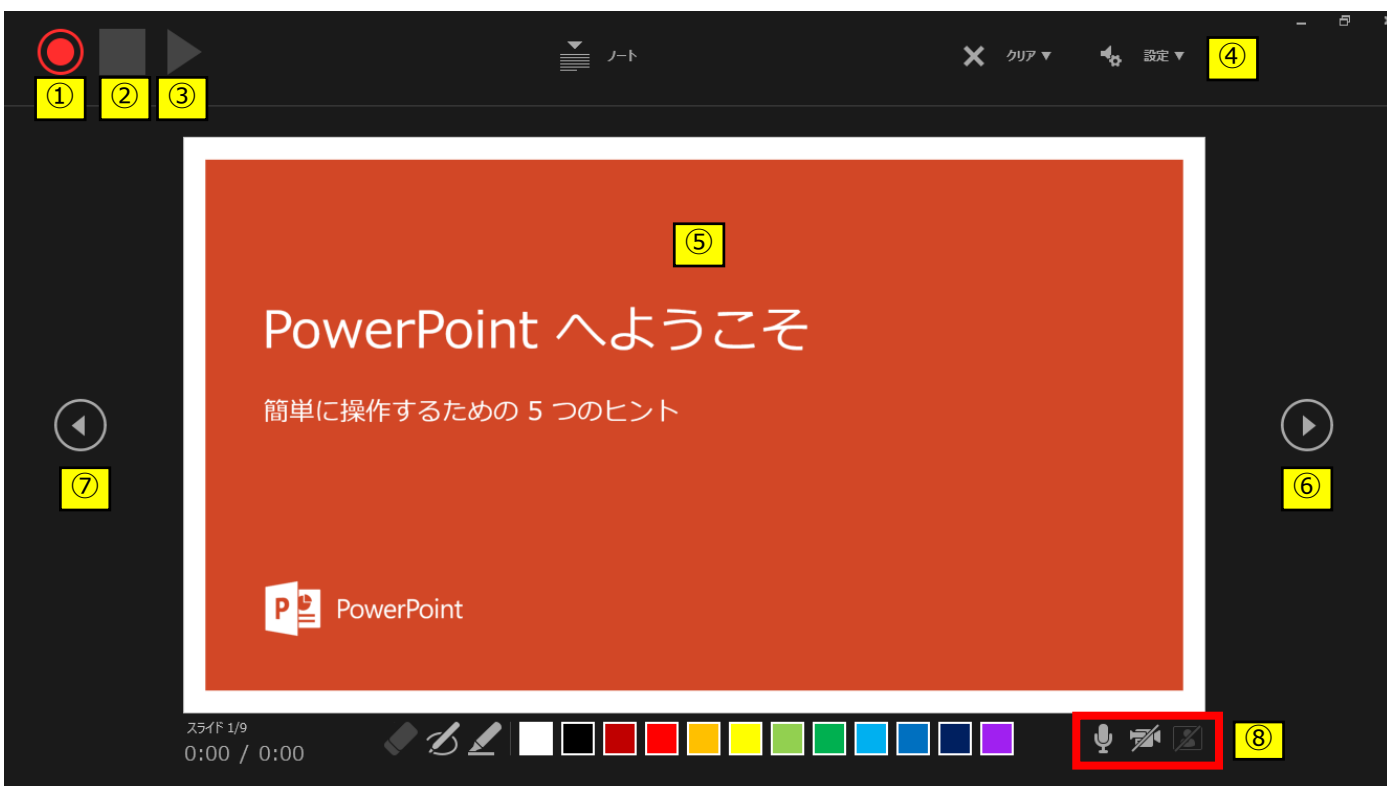 ノート
クリア ▼
設定 ▼
④
①
②
③
⑤
PowerPoint へようこそ
簡単に操作するための 5 つのヒント
⑦
⑥
P
PowerPoint
スライド 1/9
0:00 / 0:00
⑧